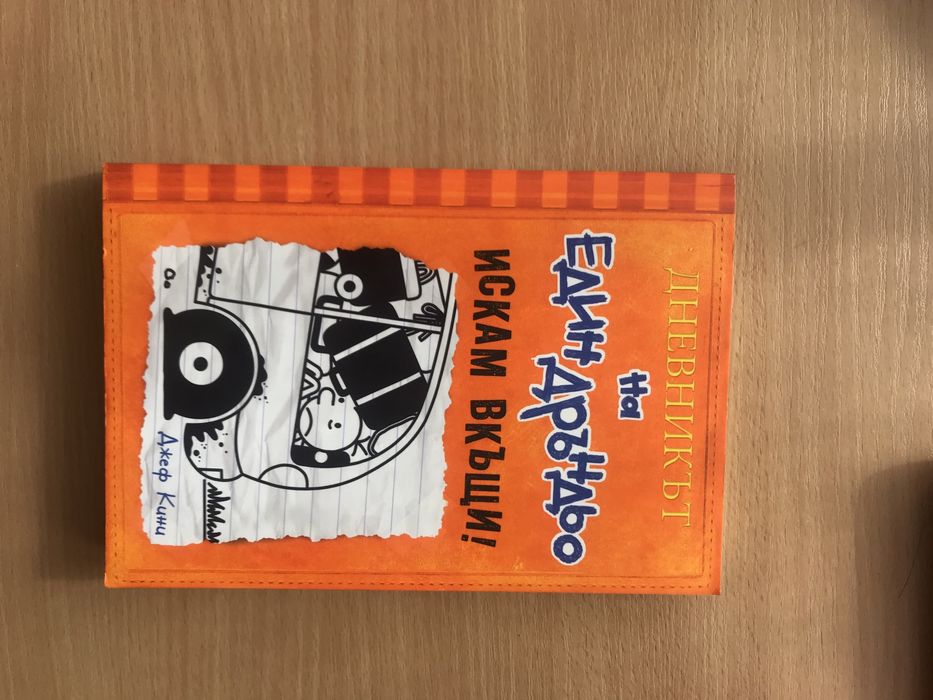 ДНЕВНИКЪТ
на
ЕДИН ДРЪНДЬО
ИСКАМ ВКЪЩИ!
Джеф Кини